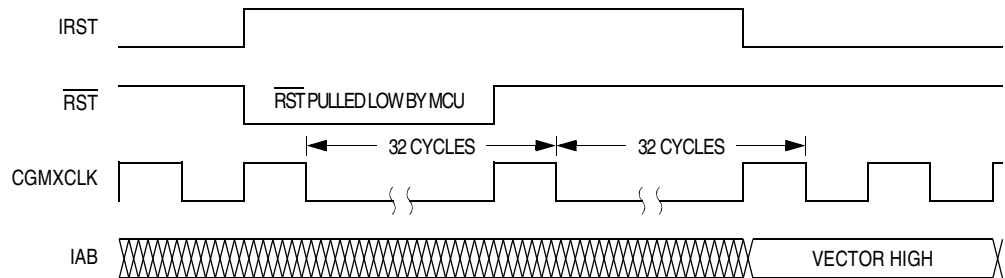 IRST
RST
RST PULLED LOW BY MCU
32 CYCLES
32 CYCLES
CGMXCLK
IAB
VECTOR HIGH